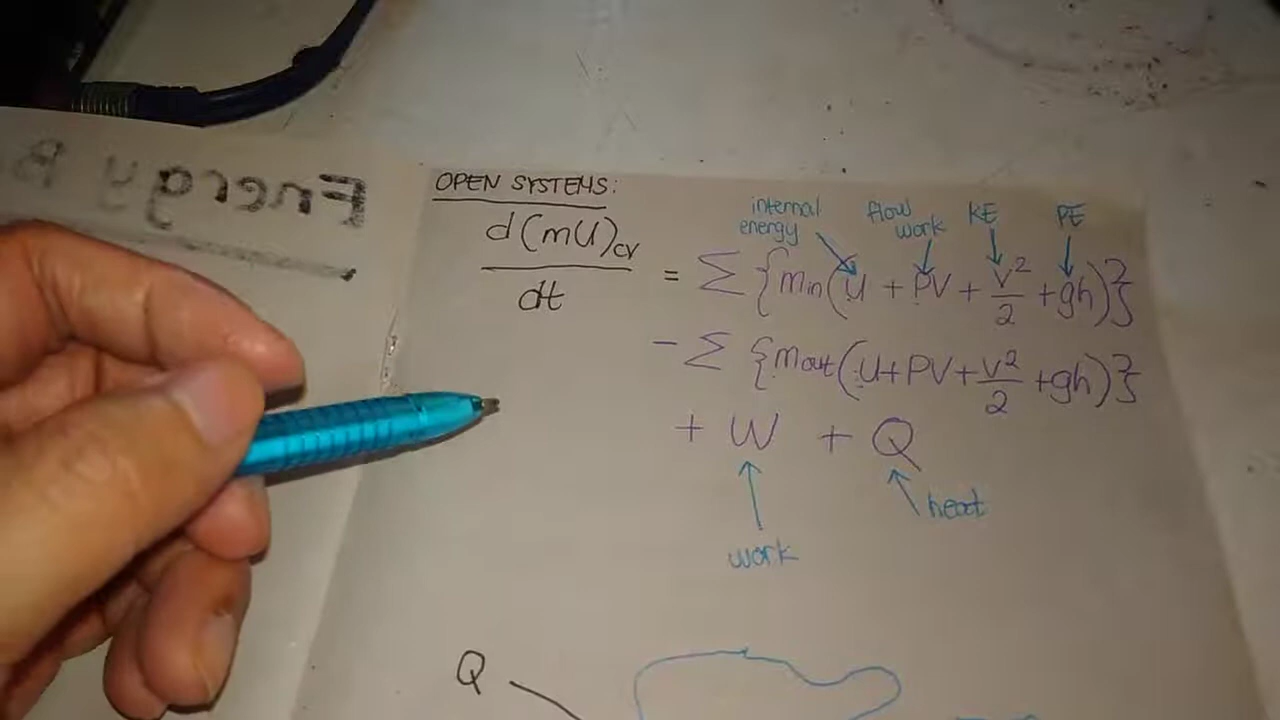 Energy B
OPEN SYSTEMS:
internal energy flow work KE PE
d(mU)cv / dt = Σ {min(U + PV + v²/2 + gh)}
- Σ {mout(U + PV + v²/2 + gh)}
+ W + Q
heat
work
Q